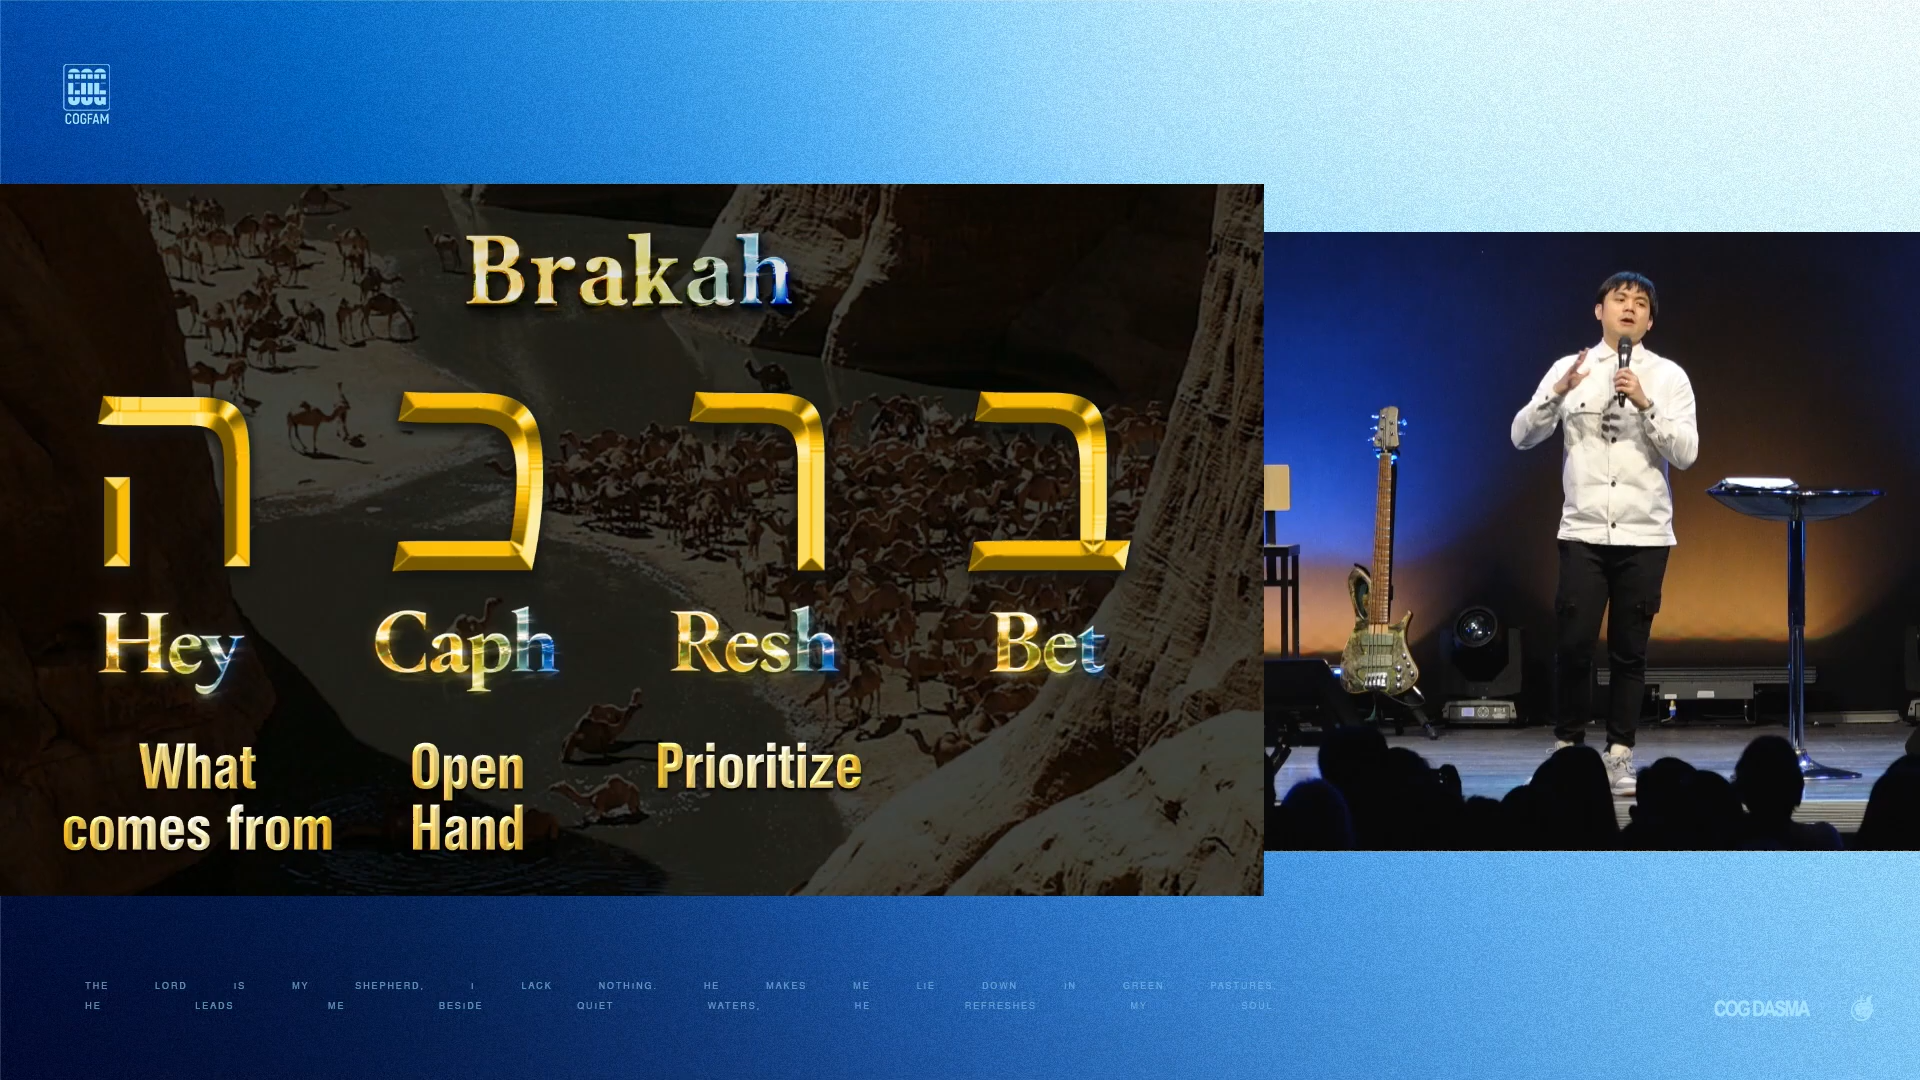 COG
COGFAM
Brakah
ה כ ר ב
Hey Caph Resh Bet
What Open Prioritize
comes from Hand
THE LORD IS MY SHEPHERD, I LACK NOTHING. HE MAKES ME LIE DOWN IN GREEN PASTURES.
HE LEADS ME BESIDE QUIET WATERS, HE REFRESHES MY SOUL
COG DASMA